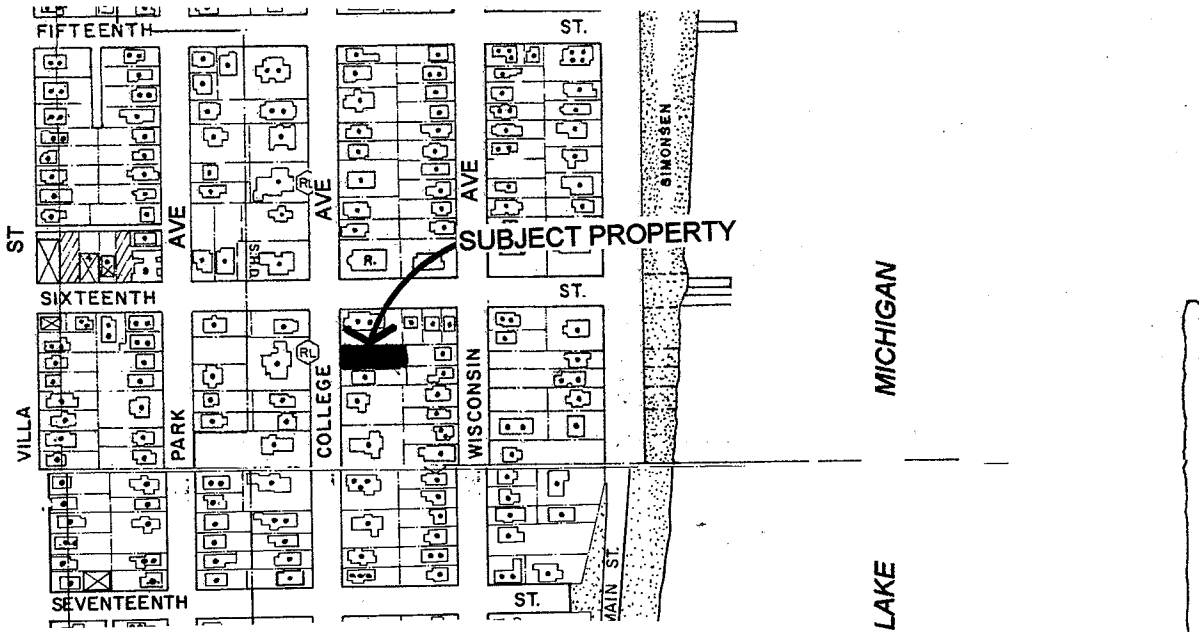 FIFTEENTH ST.
SIMONSEN
RL
ST
AVE
AVE
AVE
SUBJECT PROPERTY
S.H.D.
R.
SIXTEENTH ST.
RL
VILLA
PARK
COLLEGE
WISCONSIN
LAKE MICHIGAN
SEVENTEENTH ST.
MAIN ST.